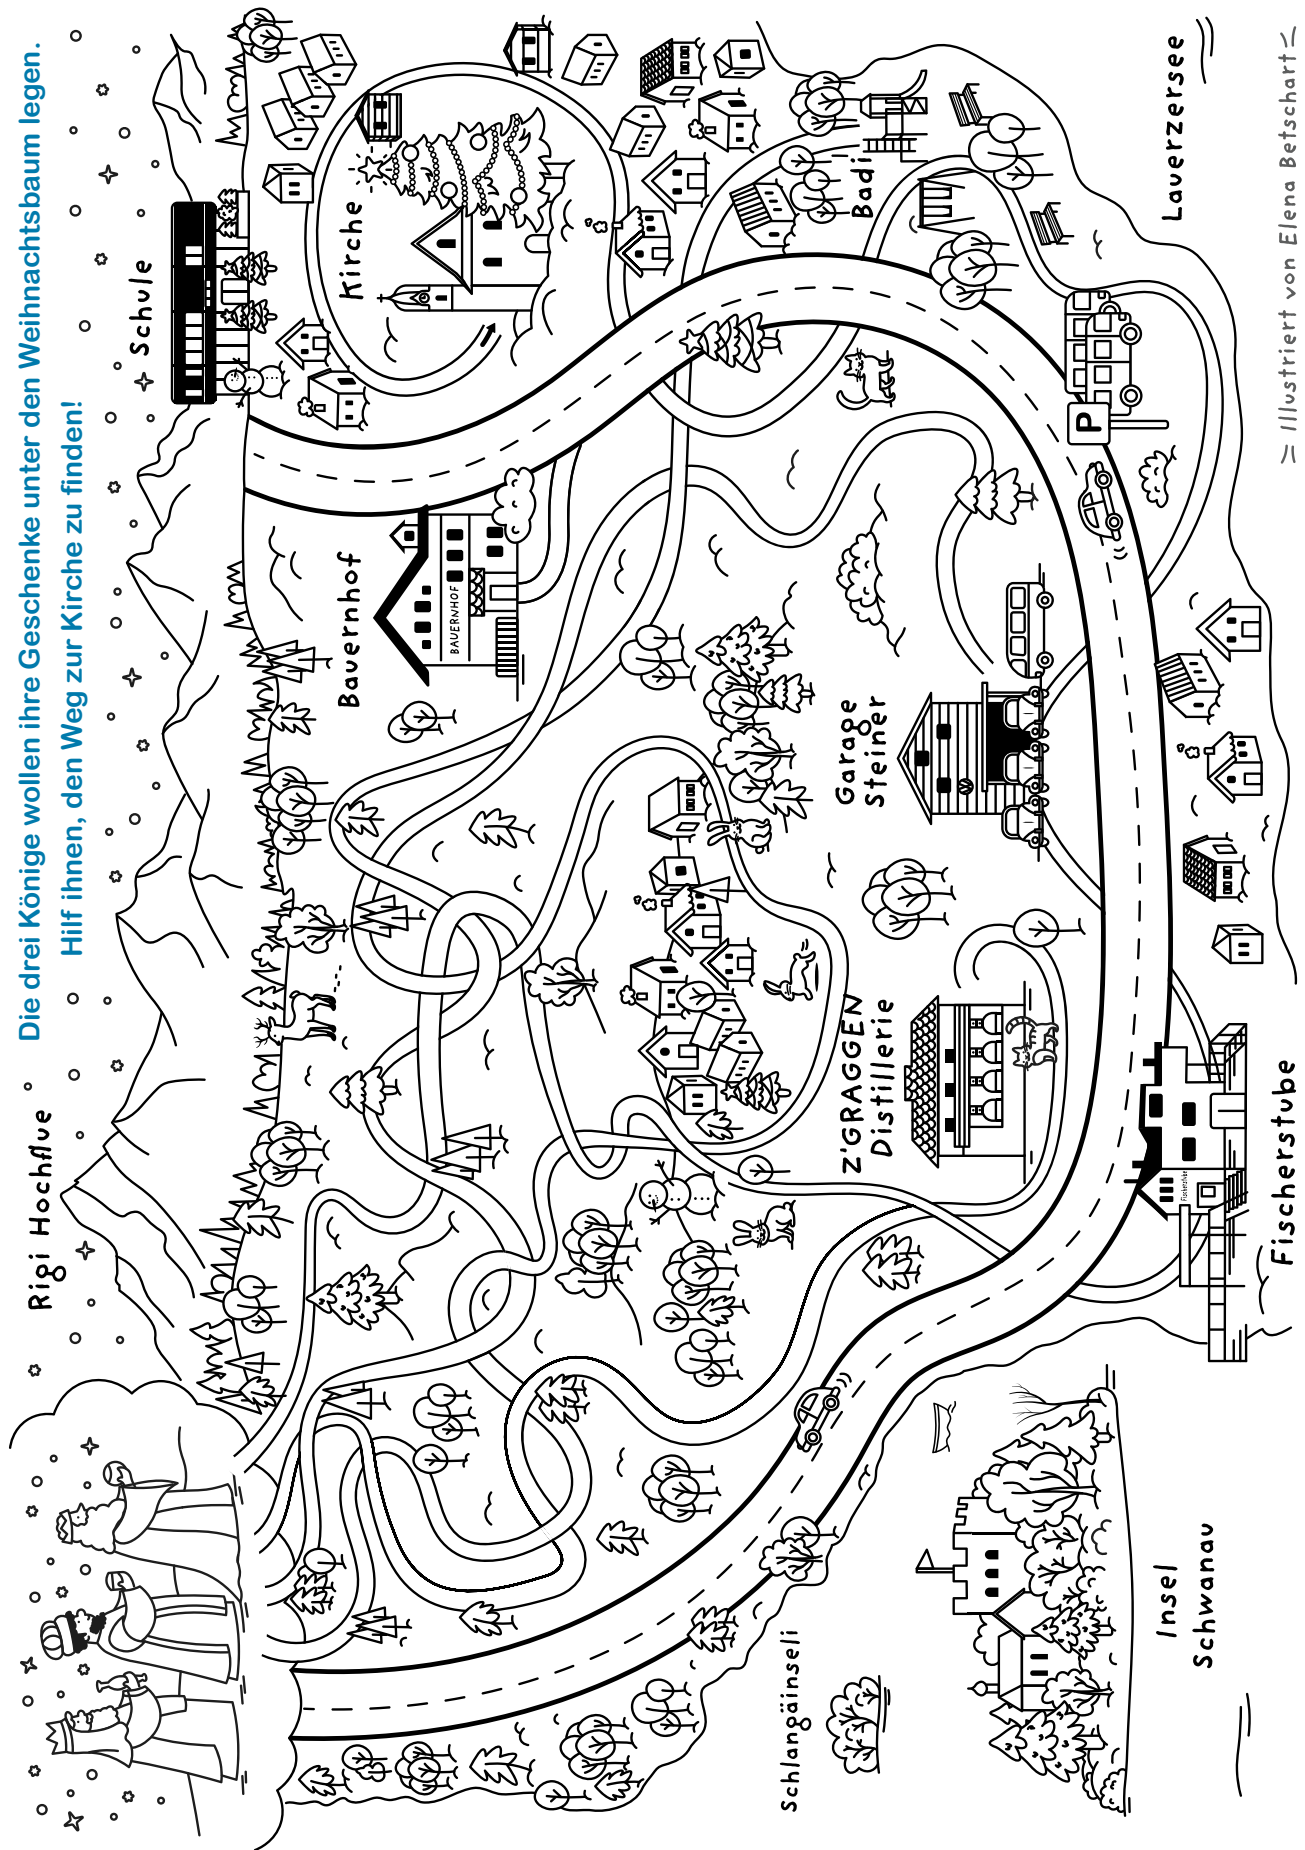 Die drei Könige wollen ihre Geschenke unter den Weihnachtsbaum legen.
Hilf ihnen, den Weg zur Kirche zu finden!
Rigi Hochflue
Schule
Bauernhof
BAUERNHOF
Kirche
Badi
Lauerzersee
Garage
Steiner
P
Z'GRAGGEN
Distillerie
Fischerstube
Fischerstube
Schlangäinseli
Insel
Schwanau
Illustriert von Elena Betschart